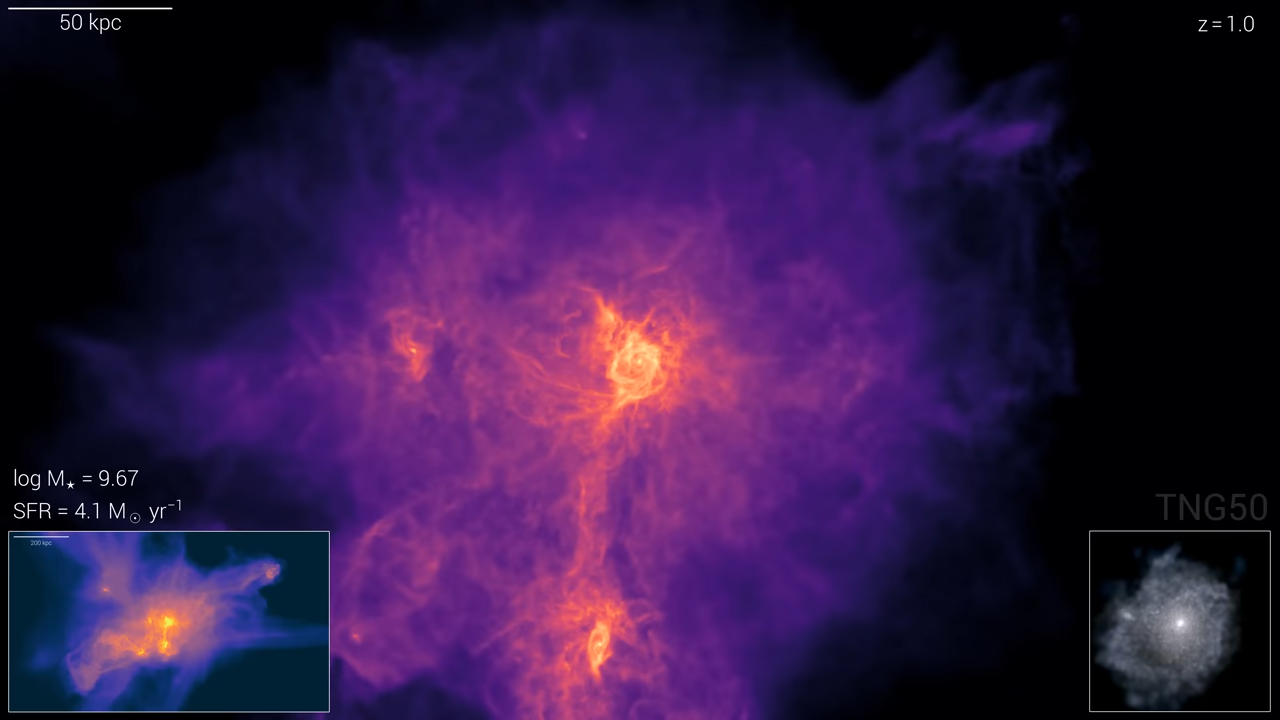 50 kpc
z = 1.0
log M⋆ = 9.67
SFR = 4.1 M☉ yr⁻¹
TNG50
200 kpc